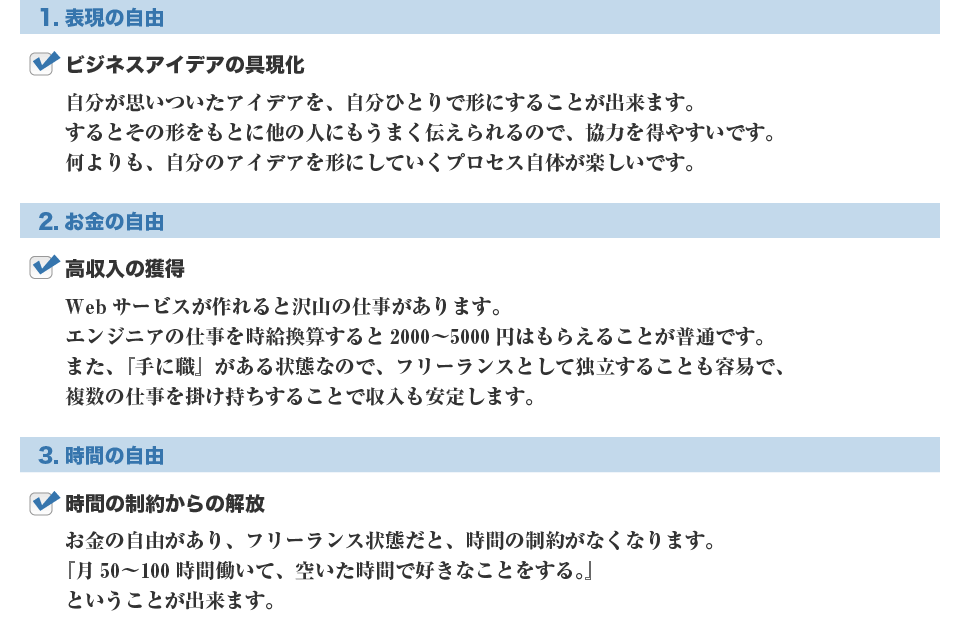 1. 表現の自由
ビジネスアイデアの具現化
自分が思いついたアイデアを、自分ひとりで形にすることが出来ます。
するとその形をもとに他の人にもうまく伝えられるので、協力を得やすいです。
何よりも、自分のアイデアを形にしていくプロセス自体が楽しいです。
2. お金の自由
高収入の獲得
Web サービスが作れると沢山の仕事があります。
エンジニアの仕事を時給換算すると 2000〜5000 円はもらえることが普通です。
また、『手に職』がある状態なので、フリーランスとして独立することも容易で、
複数の仕事を掛け持ちすることで収入も安定します。
3. 時間の自由
時間の制約からの解放
お金の自由があり、フリーランス状態だと、時間の制約がなくなります。
『月 50〜100 時間働いて、空いた時間で好きなことをする。』
ということが出来ます。